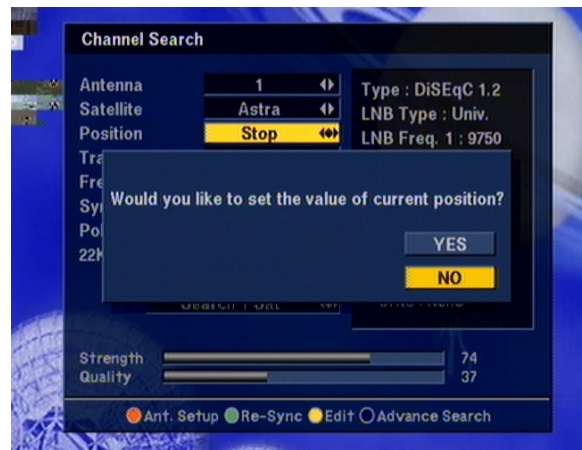 Channel Search
Antenna 1
Satellite Astra
Position Stop
Type : DiSEqC 1.2
LNB Type : Univ.
LNB Freq. 1 : 9750
Would you like to set the value of current position?
YES
NO
Strength 74
Quality 37
Ant. Setup Re-Sync Edit Advance Search